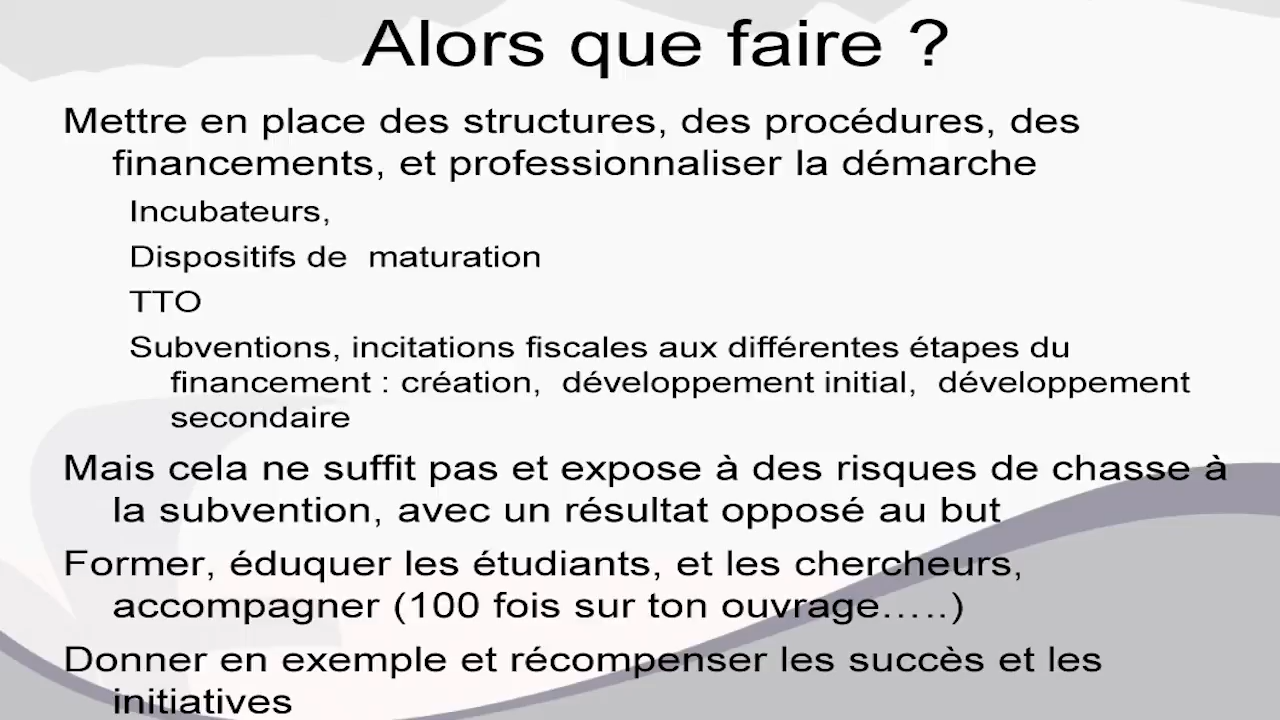 Alors que faire ?
Mettre en place des structures, des procédures, des
financements, et professionnaliser la démarche
Incubateurs,
Dispositifs de  maturation
TTO
Subventions, incitations fiscales aux différentes étapes du
financement : création,  développement initial,  développement
secondaire
Mais cela ne suffit pas et expose à des risques de chasse à
la subvention, avec un résultat opposé au but
Former, éduquer les étudiants, et les chercheurs,
accompagner (100 fois sur ton ouvrage…..)
Donner en exemple et récompenser les succès et les
initiatives